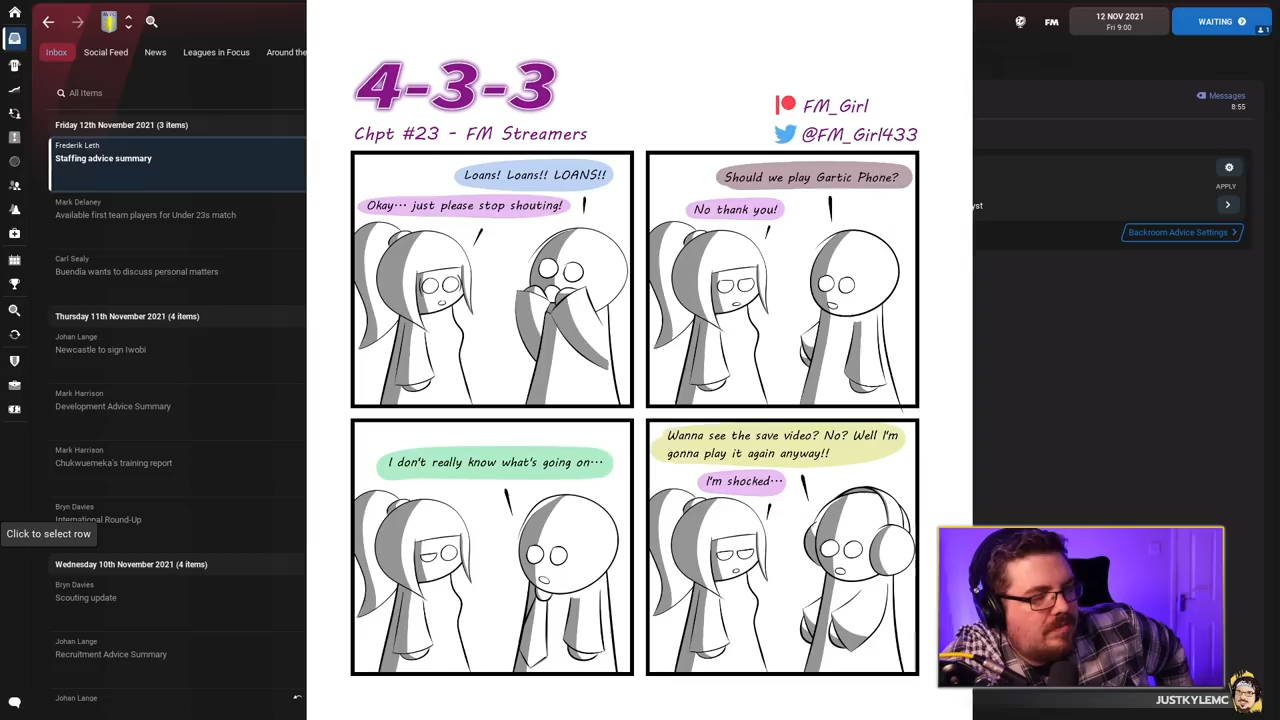 12 NOV 2021
FM
WAITING
Fri 9:00
1
Inbox
Social Feed
News
Leagues in Focus
Around the
All Items
Messages
8:55
Friday 12th November 2021 (3 items)
Frederik Leth
Staffing advice summary
APPLY
yst
Mark Delaney
Available first team players for Under 23s match
Backroom Advice Settings
Carl Sealy
Buendía wants to discuss personal matters
Thursday 11th November 2021 (4 items)
Johan Lange
Newcastle to sign Iwobi
Mark Harrison
Development Advice Summary
Mark Harrison
Chukwuemeka's training report
Bryn Davies
International Round-Up
Click to select row
Wednesday 10th November 2021 (4 items)
Bryn Davies
Scouting update
Johan Lange
Recruitment Advice Summary
Johan Lange
4-3-3
Chpt #23 - FM Streamers
FM_Girl
@FM_Girl433
Loans! Loans!! LOANS!!
Okay... just please stop shouting!
Should we play Gartic Phone?
No thank you!
I don't really know what's going on...
Wanna see the save video? No? Well I'm
gonna play it again anyway!!
I'm shocked...
JUSTKYLEMC